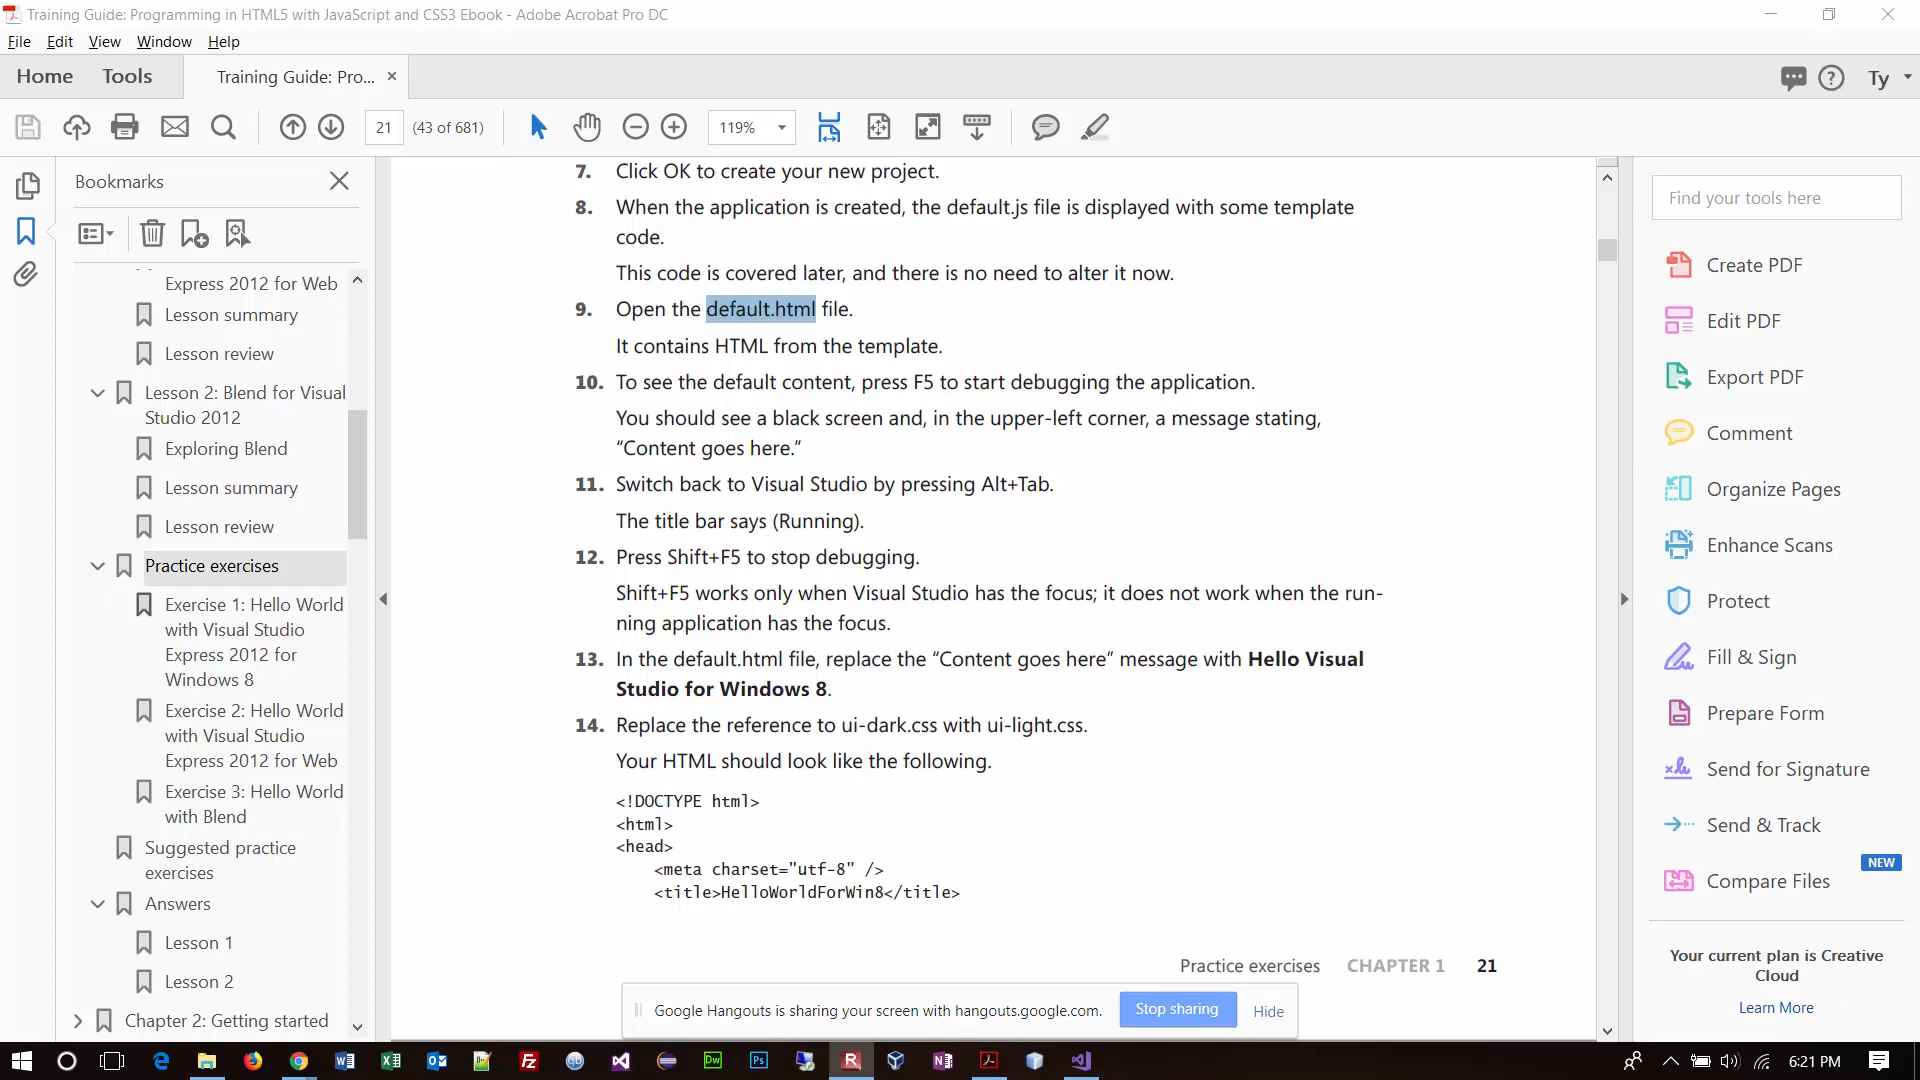 Training Guide: Programming in HTML5 with JavaScript and CSS3 Ebook - Adobe Acrobat Pro DC
File Edit View Window Help
Home Tools Training Guide: Pro... ×
Ty
21 (43 of 681) 119%
Bookmarks
Express 2012 for Web
Lesson summary
Lesson review
Lesson 2: Blend for Visual
Studio 2012
Exploring Blend
Lesson summary
Lesson review
Practice exercises
Exercise 1: Hello World
with Visual Studio
Express 2012 for
Windows 8
Exercise 2: Hello World
with Visual Studio
Express 2012 for Web
Exercise 3: Hello World
with Blend
Suggested practice
exercises
Answers
Lesson 1
Lesson 2
Chapter 2: Getting started
7. Click OK to create your new project.
8. When the application is created, the default.js file is displayed with some template
code.
This code is covered later, and there is no need to alter it now.
9. Open the default.html file.
It contains HTML from the template.
10. To see the default content, press F5 to start debugging the application.
You should see a black screen and, in the upper-left corner, a message stating,
“Content goes here.”
11. Switch back to Visual Studio by pressing Alt+Tab.
The title bar says (Running).
12. Press Shift+F5 to stop debugging.
Shift+F5 works only when Visual Studio has the focus; it does not work when the run-
ning application has the focus.
13. In the default.html file, replace the “Content goes here” message with Hello Visual
Studio for Windows 8.
14. Replace the reference to ui-dark.css with ui-light.css.
Your HTML should look like the following.
<!DOCTYPE html>
<html>
<head>
<meta charset="utf-8" />
<title>HelloWorldForWin8</title>
Practice exercises CHAPTER 1 21
Google Hangouts is sharing your screen with hangouts.google.com. Stop sharing Hide
Find your tools here
Create PDF
Edit PDF
Export PDF
Comment
Organize Pages
Enhance Scans
Protect
Fill & Sign
Prepare Form
Send for Signature
Send & Track
NEW
Compare Files
Your current plan is Creative
Cloud
Learn More
6:21 PM